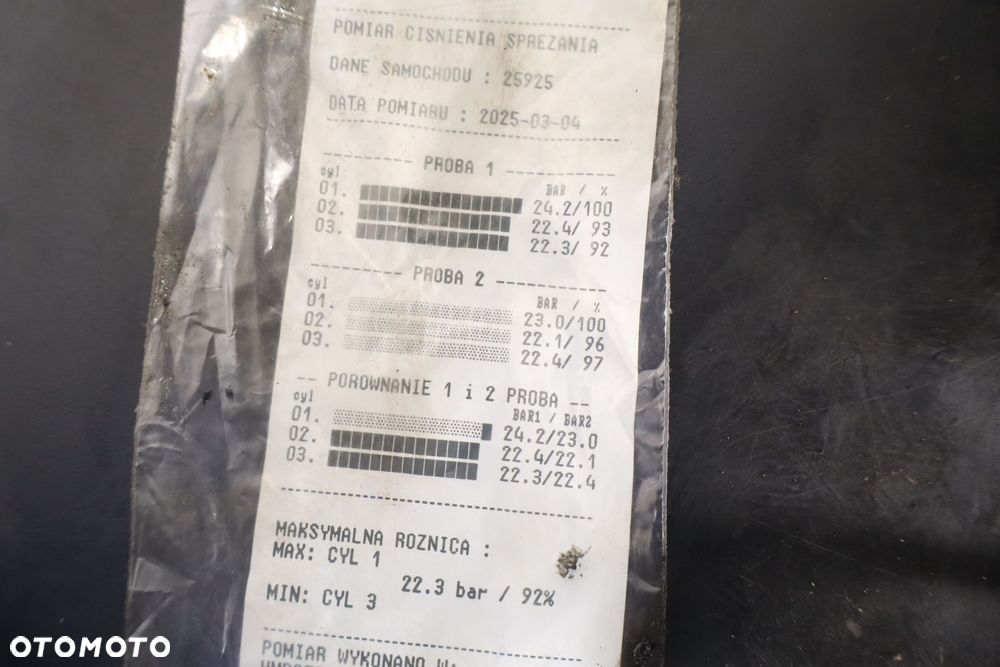 POMIAR CISNIENIA SPREZANIA
DANE SAMOCHODU : 25925
DATA POMIARU : 2025-03-04
---------- PROBA 1 ----------
cyl BAR / %
01. 24.2/100
02. 22.4/ 93
03. 22.3/ 92
---------- PROBA 2 ----------
cyl BAR / %
01. 23.0/100
02. 22.1/ 96
03. 22.4/ 97
-- POROWNANIE 1 i 2 PROBA --
cyl BAR1 / BAR2
01. 24.2/23.0
02. 22.4/22.1
03. 22.3/22.4
MAKSYMALNA ROZNICA :
MAX: CYL 1
22.3 bar / 92%
MIN: CYL 3
POMIAR WYKONANO W:
OTOMOTO